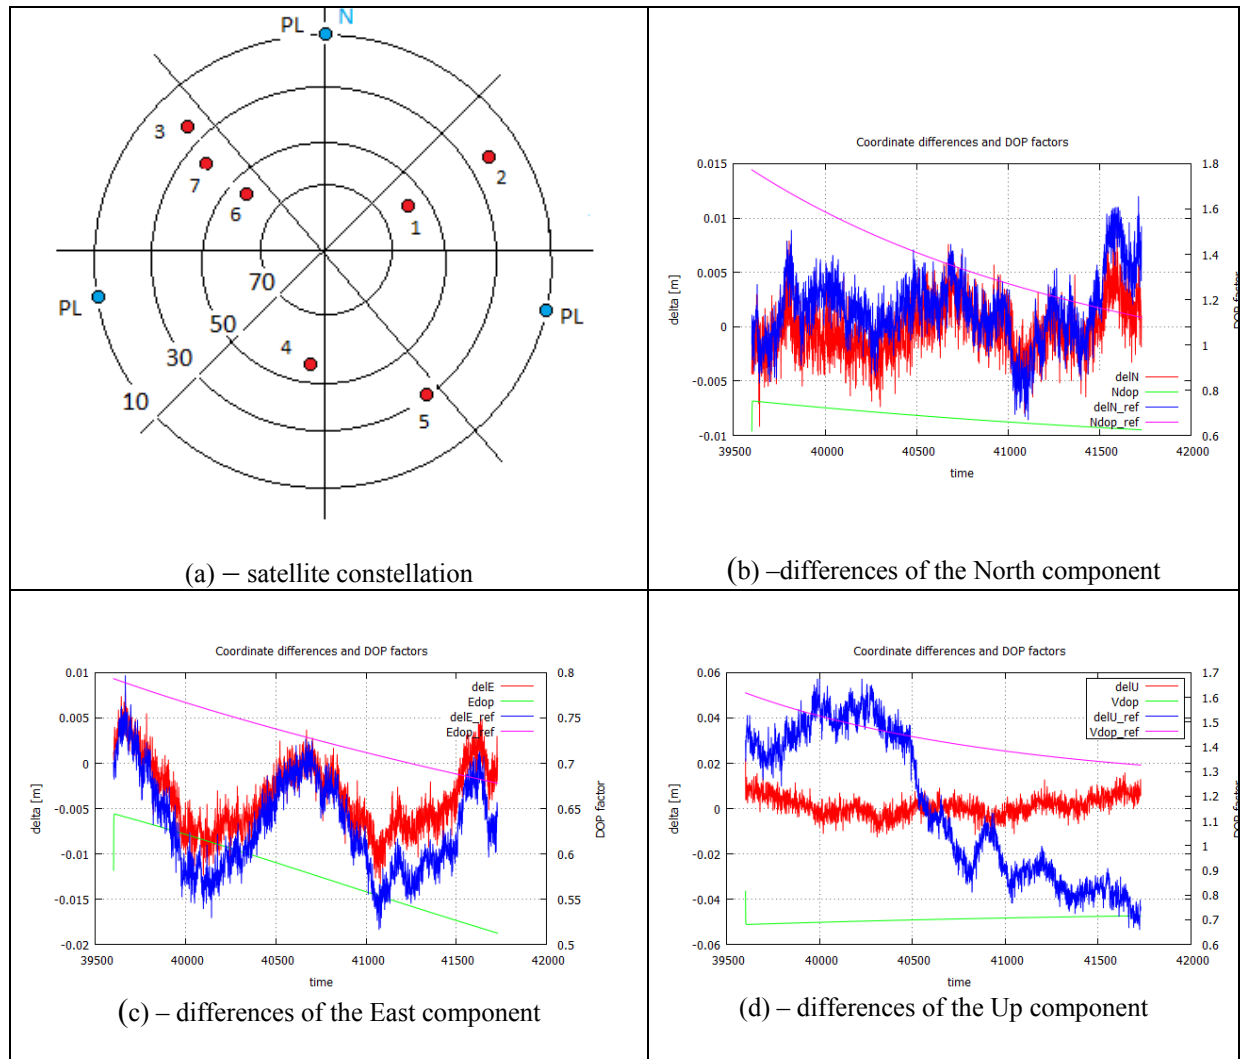 PL
N
3
2
7
6
1
70
PL
PL
50
4
30
10
5
(a) – satellite constellation
Coordinate differences and DOP factors
0.015
0.01
0.005
0
-0.005
-0.01
delta [m]
1.8
1.6
1.4
1.2
1
0.8
0.6
DOP factor
delN
Ndop
delN_ref
Ndop_ref
39500 40000 40500 41000 41500 42000
time
(b) –differences of the North component
Coordinate differences and DOP factors
0.01
0.005
0
-0.005
-0.01
-0.015
-0.02
delta [m]
0.8
0.75
0.7
0.65
0.6
0.55
0.5
DOP factor
delE
Edop
delE_ref
Edop_ref
39500 40000 40500 41000 41500 42000
time
(c) – differences of the East component
Coordinate differences and DOP factors
0.06
0.04
0.02
0
-0.02
-0.04
-0.06
delta [m]
1.7
1.6
1.5
1.4
1.3
1.2
1.1
1
0.9
0.8
0.7
0.6
DOP factor
delU
Vdop
delU_ref
Vdop_ref
39500 40000 40500 41000 41500 42000
time
(d) – differences of the Up component